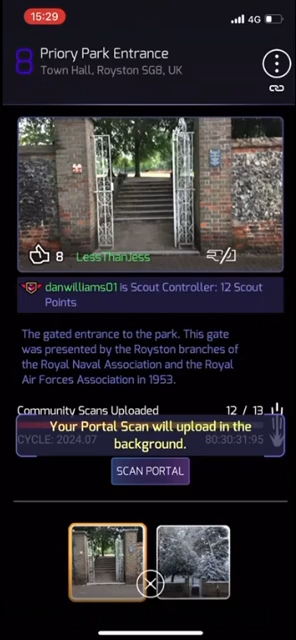 15:29
4G
8
Priory Park Entrance
Town Hall, Royston SG8, UK
8
LessThanJess
danwilliams01 is Scout Controller: 12 Scout
Points
The gated entrance to the park. This gate
was presented by the Royston branches of
the Royal Naval Association and the Royal
Air Forces Association in 1953.
Community Scans Uploaded 12 / 13
Your Portal Scan will upload in the
CYCLE: 2024.07 80:30:31:95
background.
SCAN PORTAL